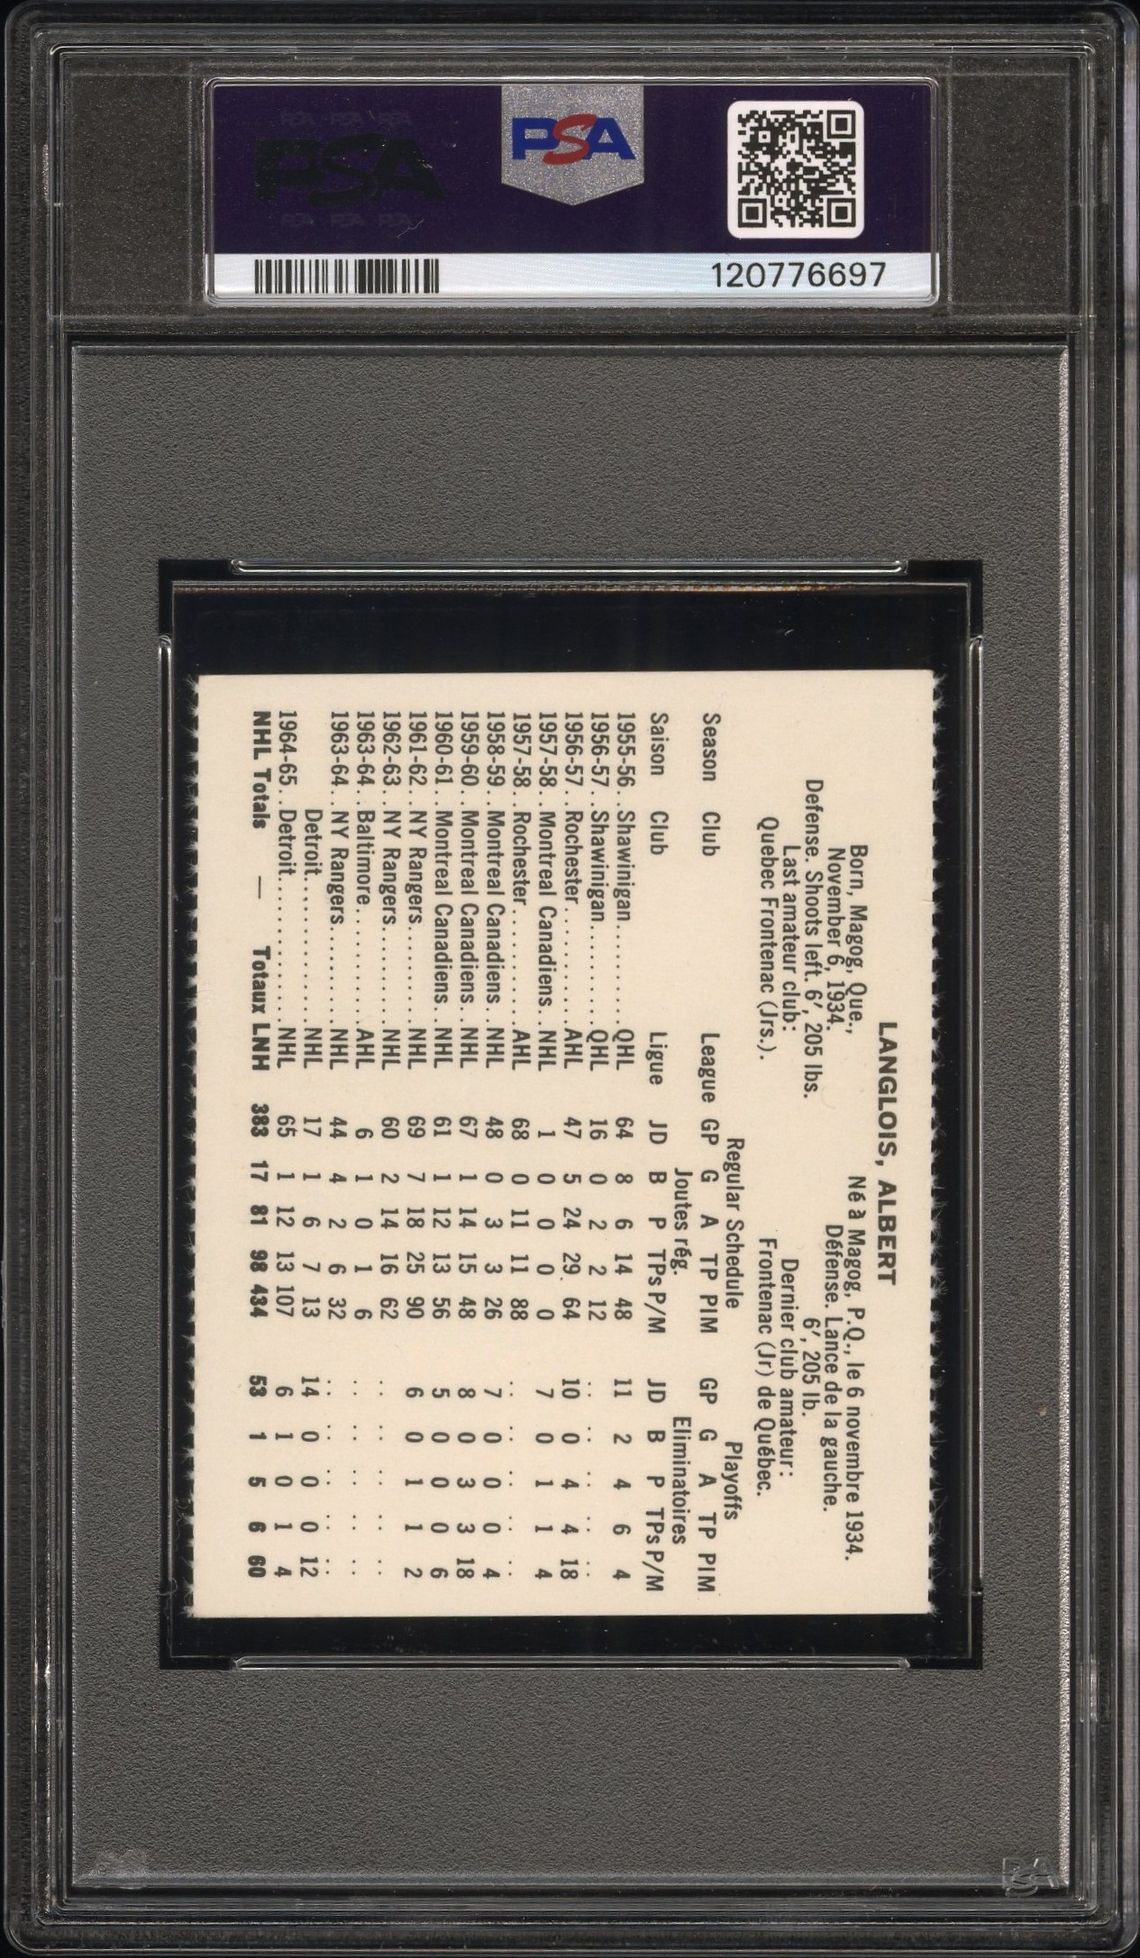 PSA
PSA
120776697
LANGLOIS, ALBERT
Born, Magog, Que.,
November 6, 1934.
Defense. Shoots left. 6', 205 lbs.
Last amateur club:
Quebec Frontenac (Jrs.).
Né à Magog, P.Q., le 6 novembre 1934.
Défense. Lance de la gauche.
6', 205 lb.
Dernier club amateur:
Frontenac (Jr) de Québec.
Regular Schedule Playoffs
Season Club League GP G A TP PIM GP G A TP PIM
Joutes rég. Eliminatoires
Saison Club Ligue JD B P TPs P/M JD B P TPs P/M
1955-56..Shawinigan..........QHL 64 8 6 14 48 11 2 4 6 4
1956-57..Shawinigan..........QHL 16 0 2 2 12 .. .. .. .. ..
1956-57..Rochester..........AHL 47 5 24 29. 64 10 0 4 4 18
1957-58..Montreal Canadiens..NHL 1 0 0 0 0 7 0 1 1 4
1957-58..Rochester..........AHL 68 0 11 11 88 .. .. .. .. ..
1958-59..Montreal Canadiens..NHL 48 0 3 3 26 7 0 0 0 4
1959-60..Montreal Canadiens..NHL 67 1 14 15 48 8 0 3 3 18
1960-61..Montreal Canadiens..NHL 61 1 12 13 56 5 0 0 0 6
1961-62..NY Rangers..........NHL 69 7 18 25 90 6 0 1 1 2
1962-63..NY Rangers..........NHL 60 2 14 16 62 .. .. .. .. ..
1963-64..Baltimore..........AHL 6 1 0 1 6 .. .. .. .. ..
1963-64..NY Rangers..........NHL 44 4 2 6 32 .. .. .. .. ..
Detroit..........NHL 17 1 6 7 13 14 0 0 0 12
1964-65..Detroit..........NHL 65 1 12 13 107 6 1 0 1 4
NHL Totals — Totaux LNH 383 17 81 98 434 53 1 5 6 60
PSA